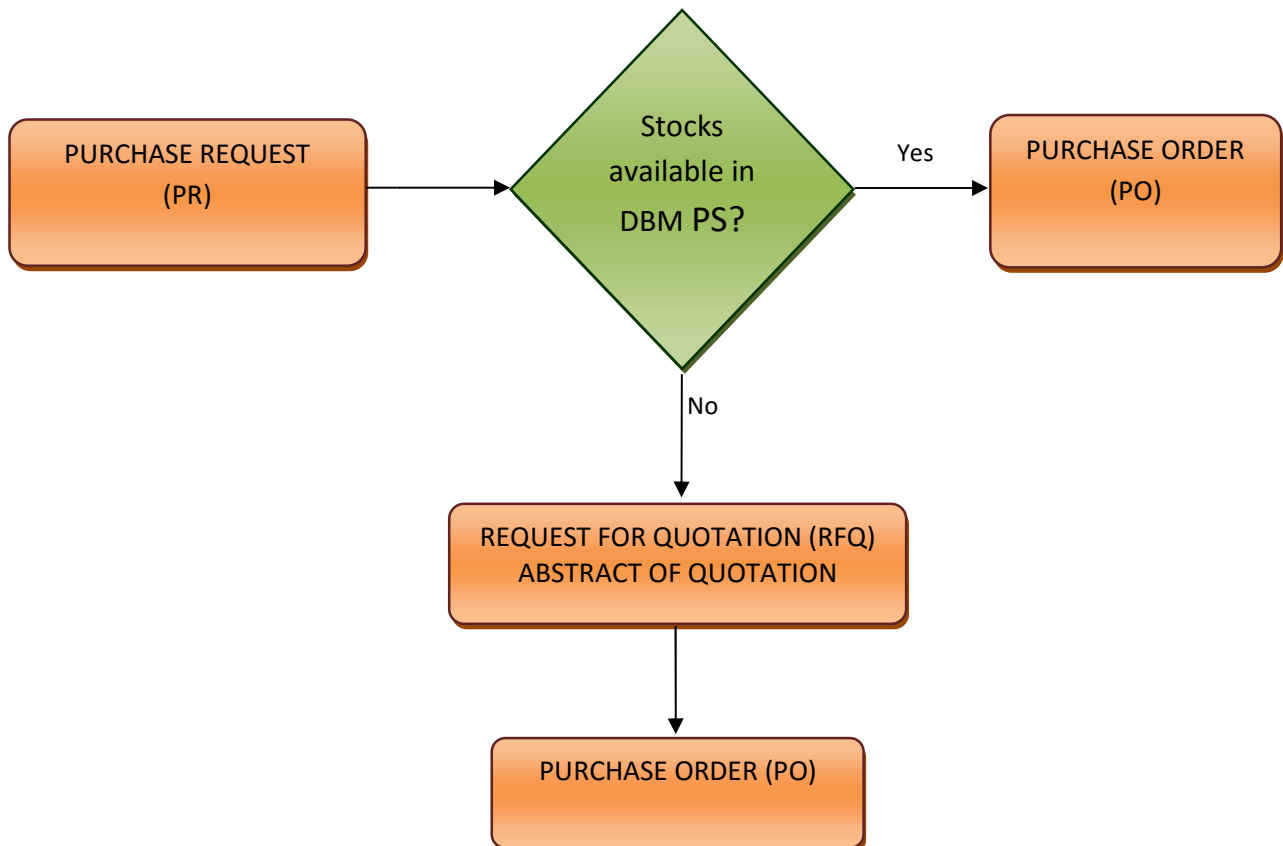 PURCHASE REQUEST
(PR)
Stocks
available in
DBM PS?
Yes
PURCHASE ORDER
(PO)
No
REQUEST FOR QUOTATION (RFQ)
ABSTRACT OF QUOTATION
PURCHASE ORDER (PO)